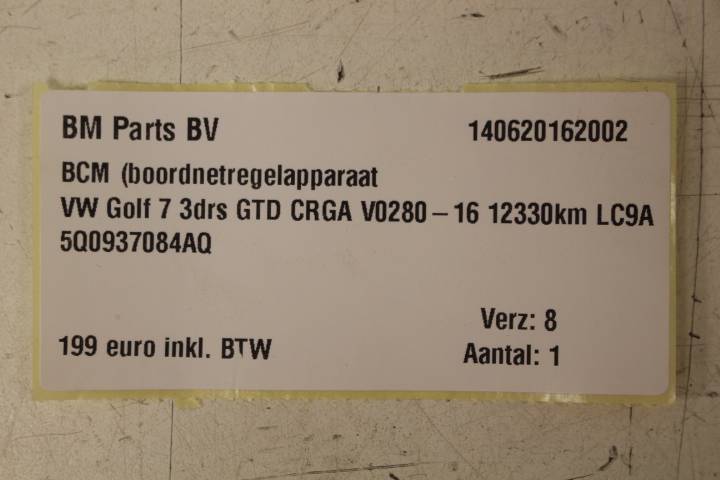 BM Parts BV 140620162002
BCM (boordnetregelapparaat
VW Golf 7 3drs GTD CRGA V0280-16 12330km LC9A
5Q0937084AQ
Verz: 8
199 euro inkl. BTW Aantal: 1